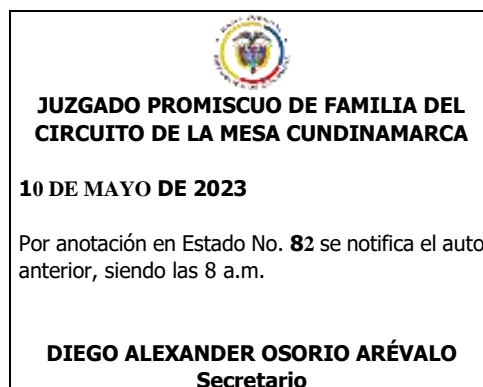 JUZGADO PROMISCUO DE FAMILIA DEL
CIRCUITO DE LA MESA CUNDINAMARCA
10 DE MAYO DE 2023
Por anotación en Estado No. 82 se notifica el auto
anterior, siendo las 8 a.m.
DIEGO ALEXANDER OSORIO ARÉVALO
Secretario